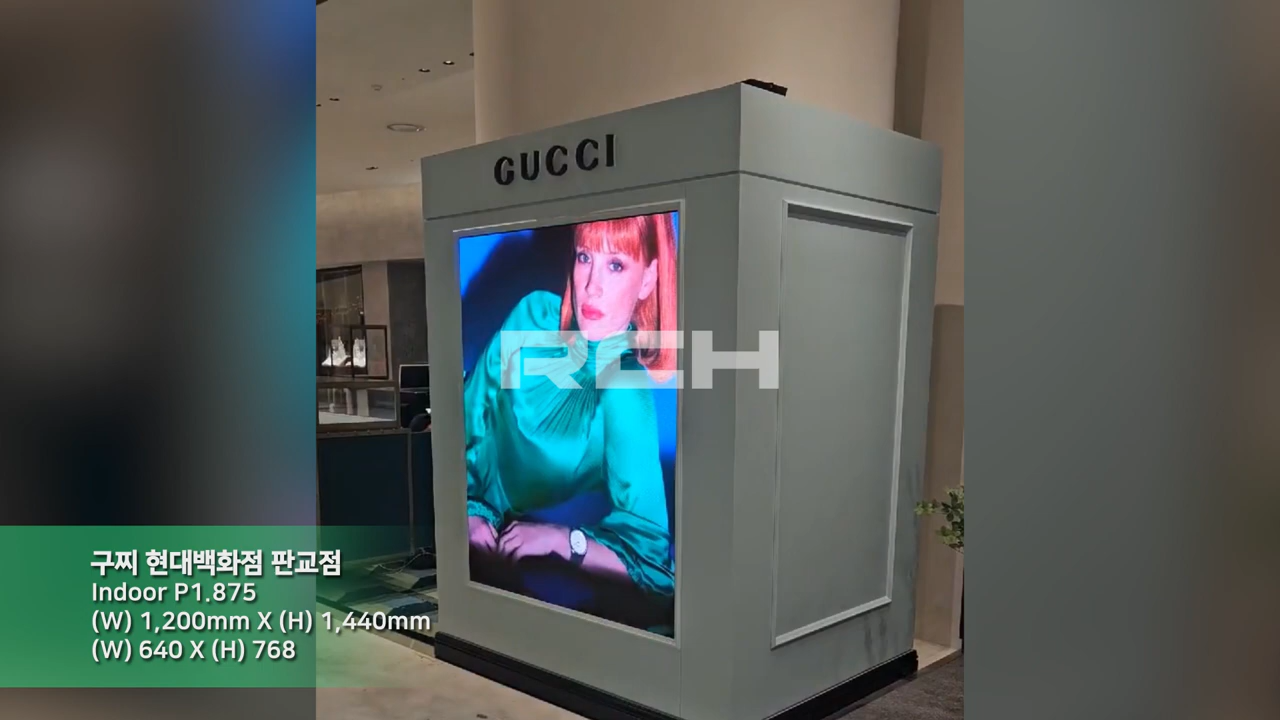 GUCCI
RCH
구찌 현대백화점 판교점
Indoor P1.875
(W) 1,200mm X (H) 1,440mm
(W) 640 X (H) 768